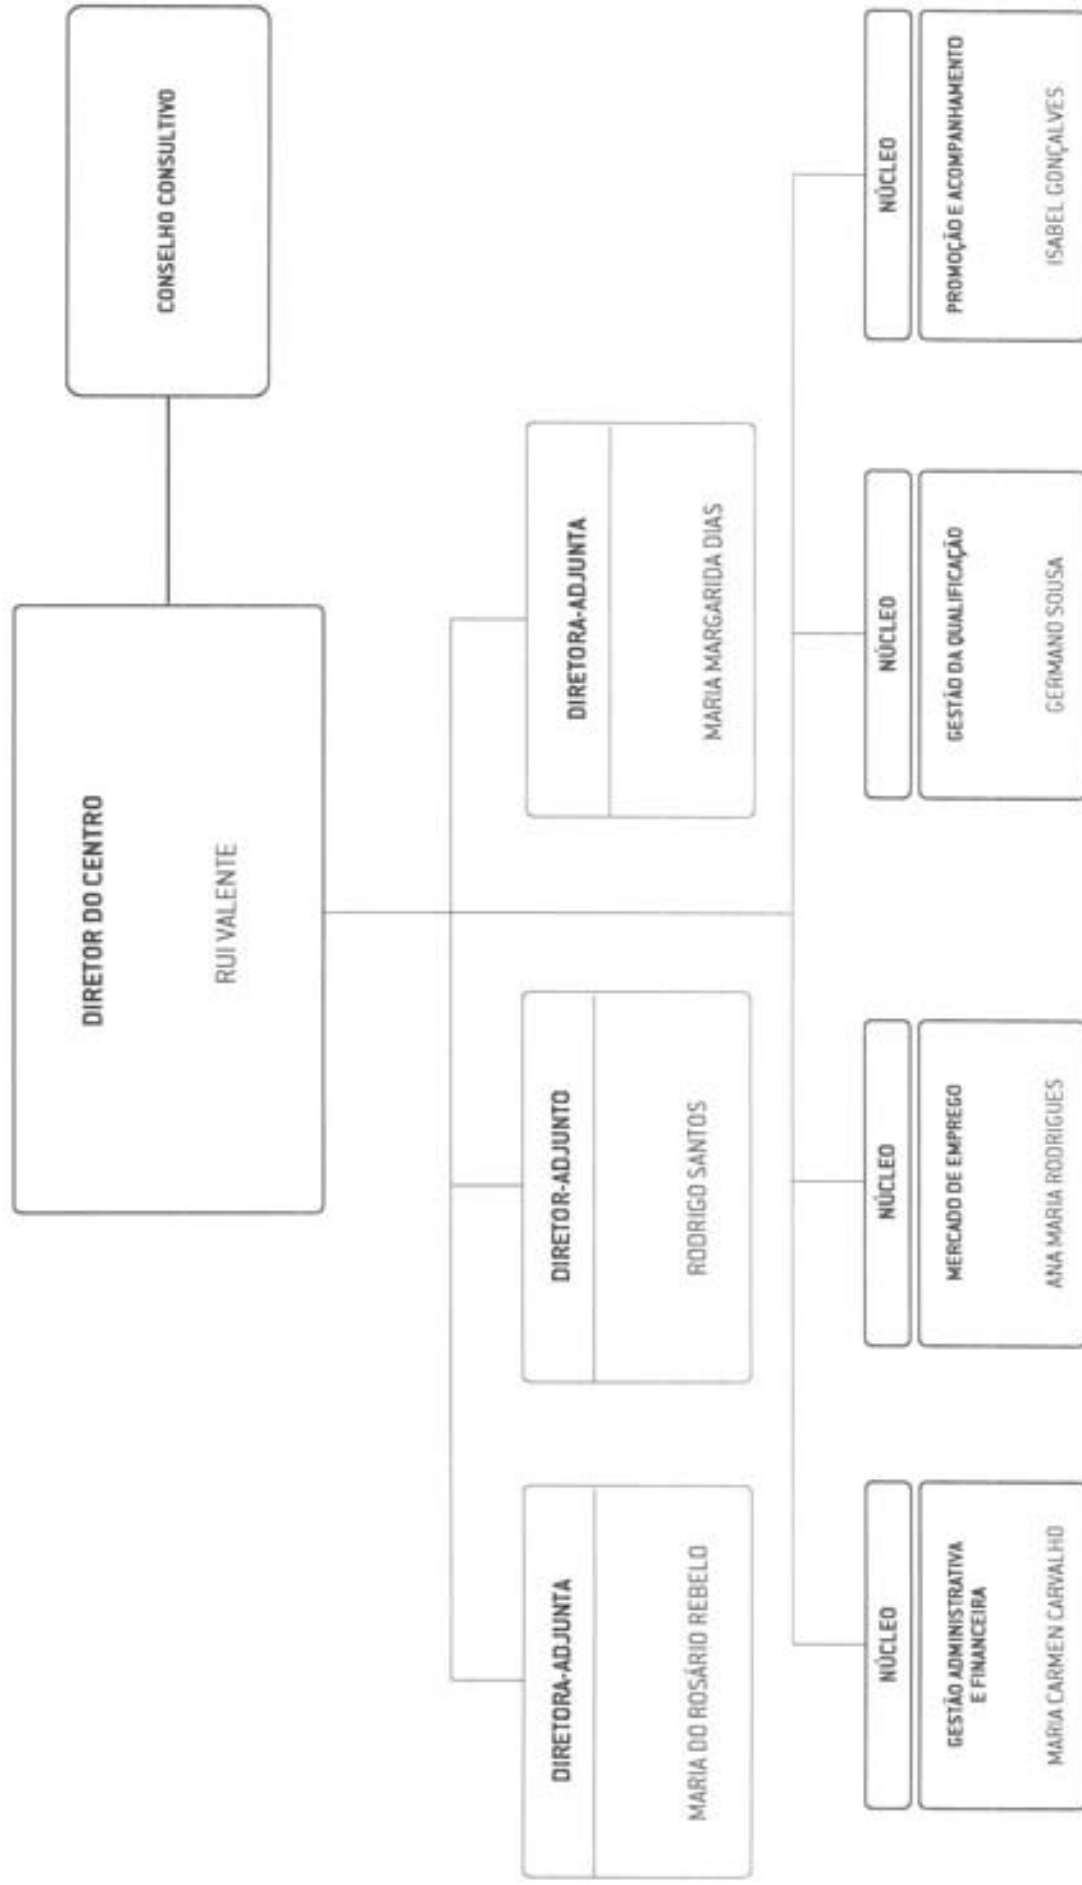 CONSELHO CONSULTIVO
DIRETOR DO CENTRO
RUI VALENTE
DIRETORA-ADJUNTA
MARIA DO ROSÁRIO REBELO
DIRETOR-ADJUNTO
RODRIGO SANTOS
DIRETORA-ADJUNTA
MARIA MARGARIDA DIAS
NÚCLEO
GESTÃO ADMINISTRATIVA
E FINANCEIRA
MARIA CARMEN CARVALHO
NÚCLEO
MERCADO DE EMPREGO
ANA MARIA RODRIGUES
NÚCLEO
GESTÃO DA QUALIFICAÇÃO
GERMANO SOUSA
NÚCLEO
PROMOÇÃO E ACOMPANHAMENTO
ISABEL GONÇALVES